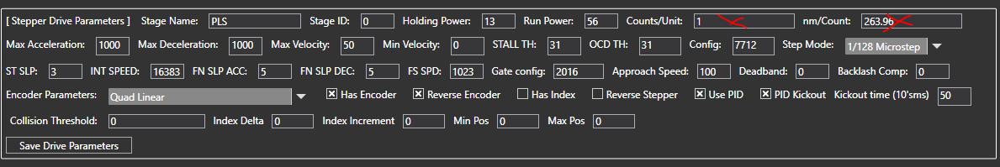 [ Stepper Drive Parameters ] Stage Name: PLS Stage ID: 0 Holding Power: 13 Run Power: 56 Counts/Unit: 1 nm/Count: 263.96
Max Acceleration: 1000 Max Deceleration: 1000 Max Velocity: 50 Min Velocity: 0 STALL TH: 31 OCD TH: 31 Config: 7712 Step Mode: 1/128 Microstep
ST SLP: 3 INT SPEED: 16383 FN SLP ACC: 5 FN SLP DEC: 5 FS SPD: 1023 Gate config: 2016 Approach Speed: 100 Deadband: 0 Backlash Comp: 0
Encoder Parameters: Quad Linear Has Encoder Reverse Encoder Has Index Reverse Stepper Use PID PID Kickout Kickout time (10'sms) 50
Collision Threshold: 0 Index Delta 0 Index Increment 0 Min Pos 0 Max Pos 0
Save Drive Parameters